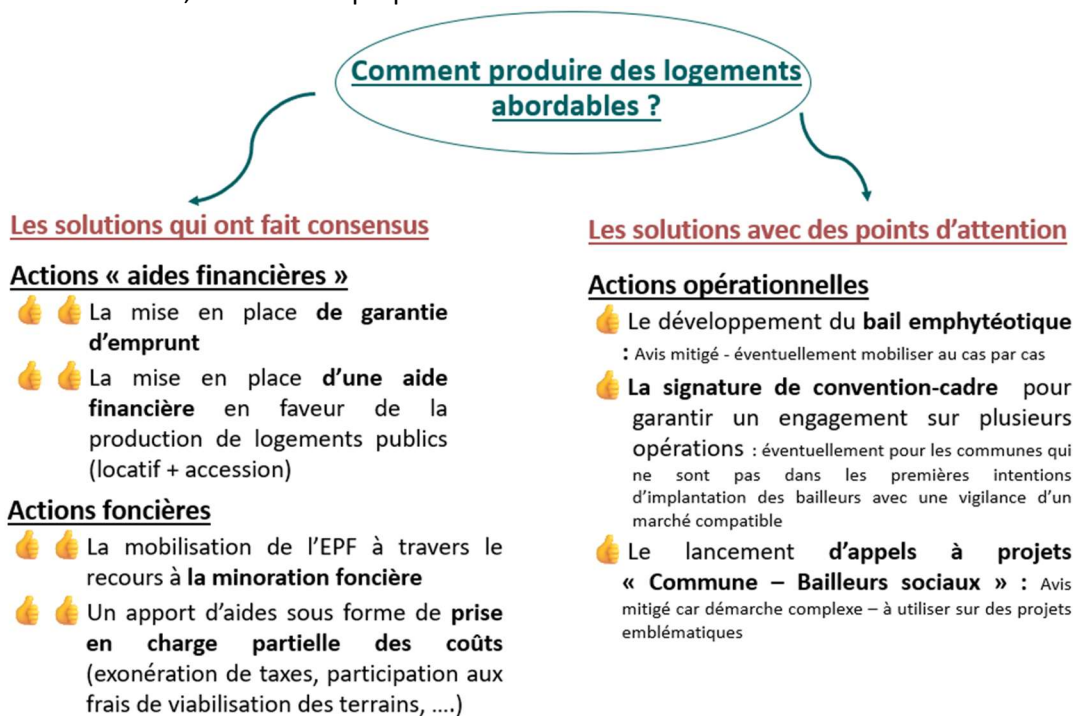 Comment produire des logements
abordables ?
Les solutions qui ont fait consensus
Actions « aides financières »
La mise en place de garantie
d’emprunt
La mise en place d’une aide
financière en faveur de la
production de logements publics
(locatif + accession)
Actions foncières
La mobilisation de l’EPF à travers le
recours à la minoration foncière
Un apport d’aides sous forme de prise
en charge partielle des coûts
(exonération de taxes, participation aux
frais de viabilisation des terrains, ....)
Les solutions avec des points d’attention
Actions opérationnelles
Le développement du bail emphytéotique
: Avis mitigé - éventuellement mobiliser au cas par cas
La signature de convention-cadre pour
garantir un engagement sur plusieurs
opérations : éventuellement pour les communes qui
ne sont pas dans les premières intentions
d’implantation des bailleurs avec une vigilance d’un
marché compatible
Le lancement d’appels à projets
« Commune – Bailleurs sociaux » : Avis
mitigé car démarche complexe – à utiliser sur des projets
emblématiques